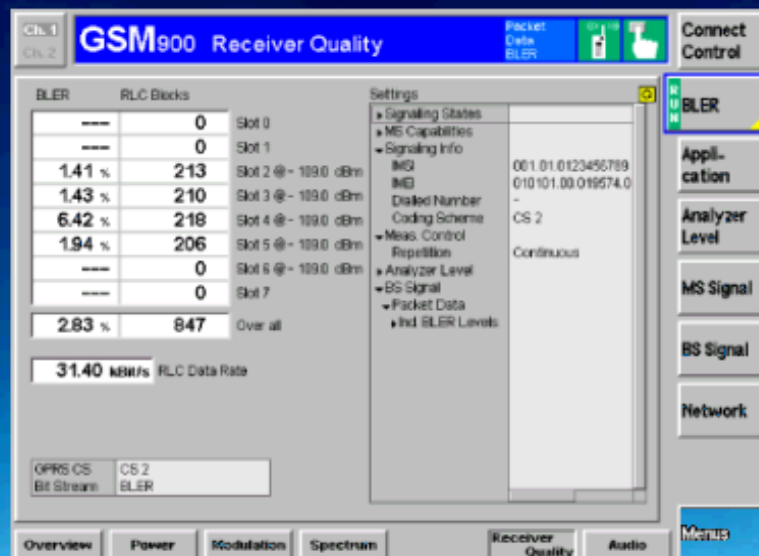 Ch. 1
Ch. 2
GSM900 Receiver Quality
Packet
Data
BLER
Connect
Control
BLER RLC Blocks
--- 0 Slot 0
--- 0 Slot 1
1.41 % 213 Slot 2 @ - 109.0 dBm
1.43 % 210 Slot 3 @ - 109.0 dBm
6.42 % 218 Slot 4 @ - 109.0 dBm
1.94 % 206 Slot 5 @ - 109.0 dBm
--- 0 Slot 6 @ - 109.0 dBm
--- 0 Slot 7
2.83 % 847 Over all
31.40 kBit/s RLC Data Rate
GPRS CS CS 2
Bit Stream BLER
Settings
Signaling States
MS Capabilities
Signaling Info
IMSI 001.01.0123456789
IMEI 010101.00.019574.0
Dialled Number -
Coding Scheme CS 2
Meas. Control
Repetition Continuous
Analyzer Level
BS Signal
Packet Data
Ind. BLER Levels
RUN
BLER
Appli-
cation
Analyzer
Level
MS Signal
BS Signal
Network
Menus
Overview Power Modulation Spectrum Receiver Quality Audio